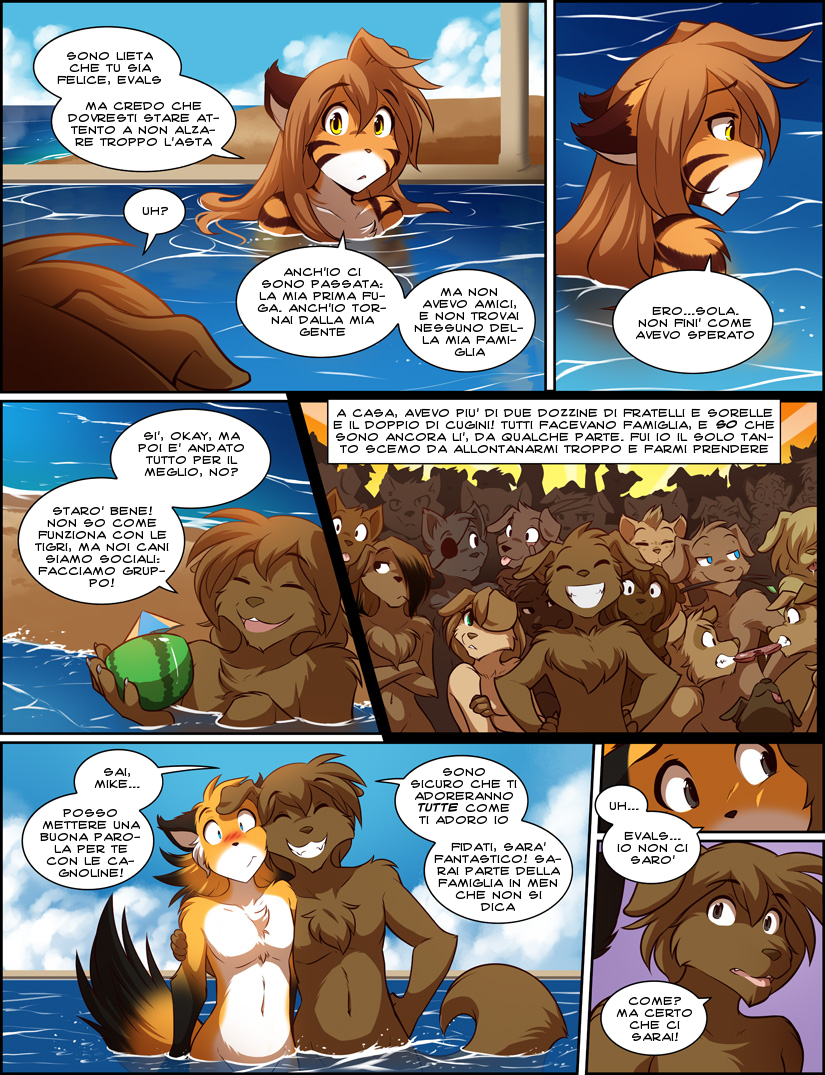 SONO LIETA
CHE TU SIA
FELICE, EVALS
MA CREDO CHE
DOVRESTI STARE AT-
TENTO A NON ALZA-
RE TROPPO L'ASTA
UH?
ANCH'IO CI
SONO PASSATA:
LA MIA PRIMA FU-
GA. ANCH'IO TOR-
NAI DALLA MIA
GENTE
MA NON
AVEVO AMICI,
E NON TROVAI
NESSUNO DEL-
LA MIA FAMI-
GLIA
ERO...SOLA.
NON FINI' COME
AVEVO SPERATO
SI', OKAY, MA
POI E' ANDATO
TUTTO PER IL
MEGLIO, NO?
STARO' BENE!
NON SO COME
FUNZIONA CON LE
TIGRI, MA NOI CANI
SIAMO SOCIALI:
FACCIAMO GRUP-
PO!
A CASA, AVEVO PIU' DI DUE DOZZINE DI FRATELLI E SORELLE
E IL DOPPIO DI CUGINI! TUTTI FACEVANO FAMIGLIA, E SO CHE
SONO ANCORA LI', DA QUALCHE PARTE. FUI IO IL SOLO TAN-
TO SCEMO DA ALLONTANARMI TROPPO E FARMI PRENDERE
SAI,
MIKE...
POSSO
METTERE UNA
BUONA PARO-
LA PER TE
CON LE CA-
GNOLINE!
SONO
SICURO CHE TI
ADORERANNO
TUTTE COME
TI ADORO IO
FIDATI, SARA'
FANTASTICO! SA-
RAI PARTE DELLA
FAMIGLIA IN MEN
CHE NON SI
DICA
UH...
EVALS...
IO NON CI
SARO'
COME?
MA CERTO
CHE CI
SARAI!